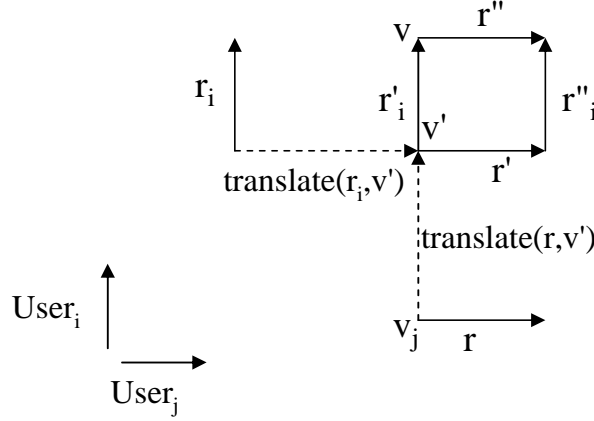 v
r''
r_i
r'_i
r''_i
v'
translate(r_i,v')
r'
translate(r,v')
User_i
v_j
r
User_j